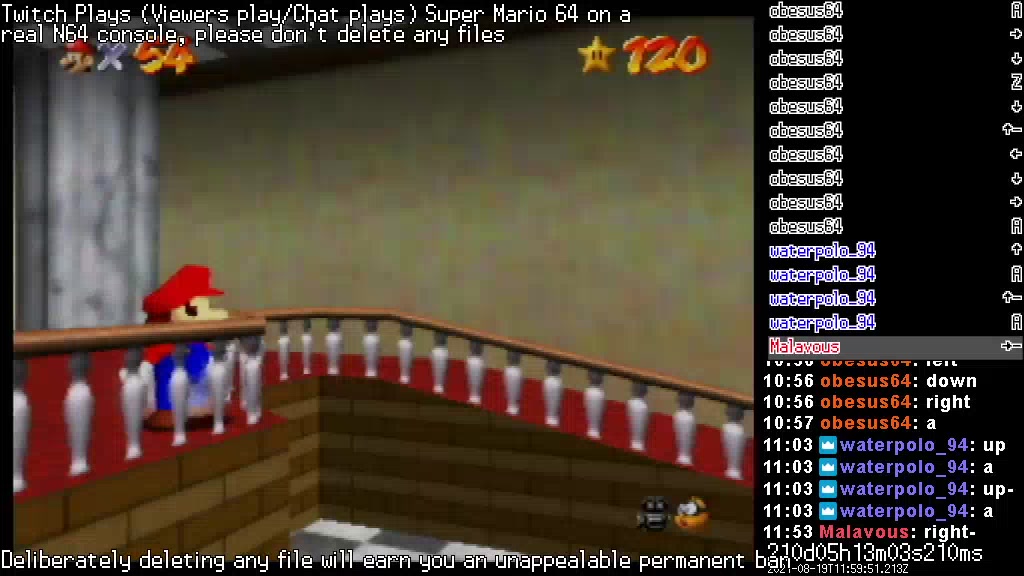 Twitch Plays (Viewers play/Chat plays) Super Mario 64 on a
real N64 console, please don't delete any files
× 54
120
obesus64 A
obesus64 →
obesus64 ↓
obesus64 Z
obesus64 ↓
obesus64 ↑-
obesus64 ←
obesus64 ↓
obesus64 →
obesus64 A
waterpolo_94 ↑
waterpolo_94 A
waterpolo_94 ↑-
waterpolo_94 A
Malavous →-
10:56 obesus64: left
10:56 obesus64: down
10:56 obesus64: right
10:57 obesus64: a
11:03 waterpolo_94: up
11:03 waterpolo_94: a
11:03 waterpolo_94: up-
11:03 waterpolo_94: a
11:53 Malavous: right-
Deliberately deleting any file will earn you an unappealable permanent ban
210d05h13m03s210ms
2021-08-19T11:59:51.213Z